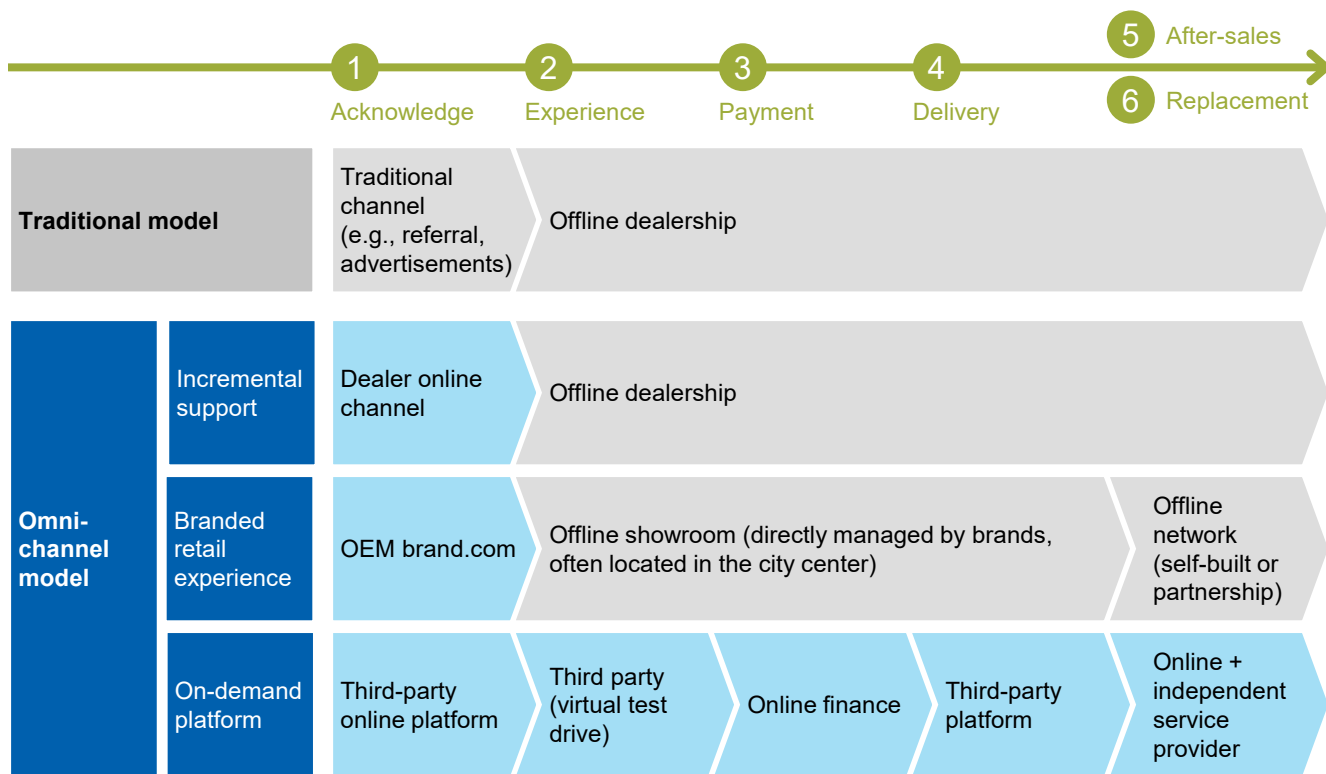 5 After-sales
1
2
3
4
Acknowledge
Experience
Payment
Delivery
6 Replacement
Traditional model
Traditional
channel
(e.g., referral,
advertisements)
Offline dealership
Omni-
channel
model
Incremental
support
Dealer online
channel
Offline dealership
Branded
retail
experience
OEM brand.com
Offline showroom (directly managed by brands,
often located in the city center)
Offline
network
(self-built or
partnership)
On-demand
platform
Third-party
online platform
Third party
(virtual test
drive)
Online finance
Third-party
platform
Online +
independent
service
provider